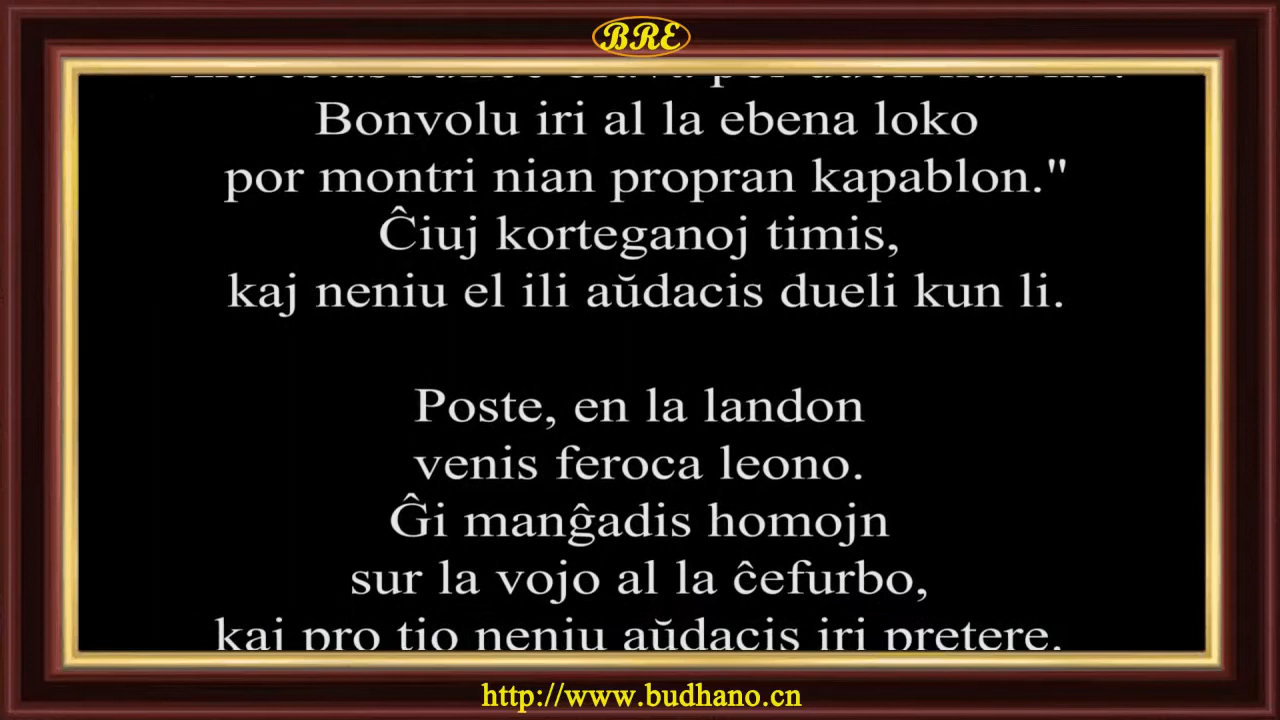 BRE
Bonvolu iri al la ebena loko
por montri nian propran kapablon."
Ĉiuj korteganoj timis,
kaj neniu el ili aŭdacis dueli kun li.
Poste, en la landon
venis feroca leono.
Ĝi manĝadis homojn
sur la vojo al la ĉefurbo,
kaj pro tio neniu aŭdacis iri pretere.
http://www.budhano.cn